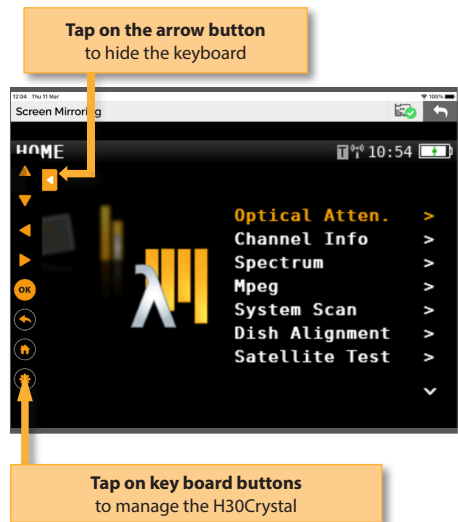 Tap on the arrow button
to hide the keyboard
12:04 Thu 11 Mar
100%
Screen Mirroring
HOME
T 10:54
Optical Atten. >
Channel Info >
Spectrum >
Mpeg >
System Scan >
Dish Alignment >
Satellite Test >
OK
λ
Tap on key board buttons
to manage the H30Crystal